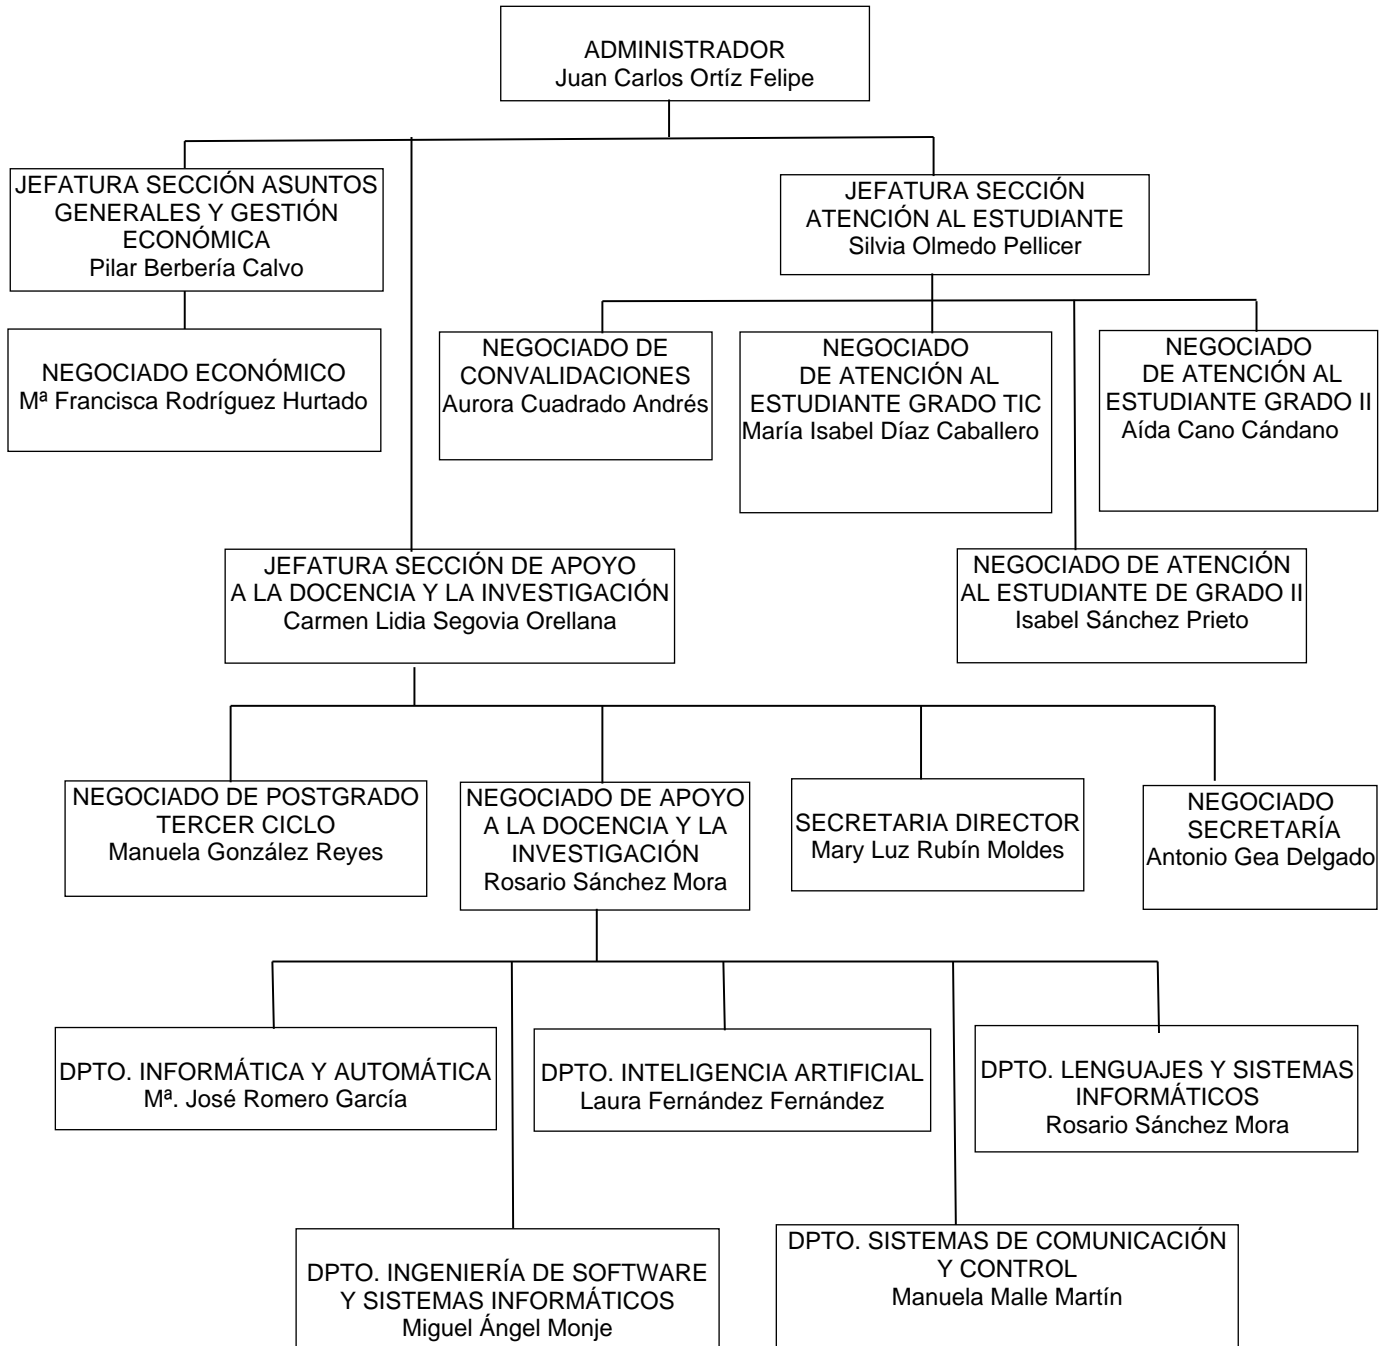 ADMINISTRADOR
Juan Carlos Ortíz Felipe
JEFATURA SECCIÓN ASUNTOS
GENERALES Y GESTIÓN
ECONÓMICA
Pilar Berbería Calvo
JEFATURA SECCIÓN
ATENCIÓN AL ESTUDIANTE
Silvia Olmedo Pellicer
NEGOCIADO ECONÓMICO
Mª Francisca Rodríguez Hurtado
NEGOCIADO DE
CONVALIDACIONES
Aurora Cuadrado Andrés
NEGOCIADO
DE ATENCIÓN AL
ESTUDIANTE GRADO TIC
María Isabel Díaz Caballero
NEGOCIADO
DE ATENCIÓN AL
ESTUDIANTE GRADO II
Aída Cano Cándano
JEFATURA SECCIÓN DE APOYO
A LA DOCENCIA Y LA INVESTIGACIÓN
Carmen Lidia Segovia Orellana
NEGOCIADO DE ATENCIÓN
AL ESTUDIANTE DE GRADO II
Isabel Sánchez Prieto
NEGOCIADO DE POSTGRADO
TERCER CICLO
Manuela González Reyes
NEGOCIADO DE APOYO
A LA DOCENCIA Y LA
INVESTIGACIÓN
Rosario Sánchez Mora
SECRETARIA DIRECTOR
Mary Luz Rubín Moldes
NEGOCIADO
SECRETARÍA
Antonio Gea Delgado
DPTO. INFORMÁTICA Y AUTOMÁTICA
Mª. José Romero García
DPTO. INTELIGENCIA ARTIFICIAL
Laura Fernández Fernández
DPTO. LENGUAJES Y SISTEMAS
INFORMÁTICOS
Rosario Sánchez Mora
DPTO. INGENIERÍA DE SOFTWARE
Y SISTEMAS INFORMÁTICOS
Miguel Ángel Monje
DPTO. SISTEMAS DE COMUNICACIÓN
Y CONTROL
Manuela Malle Martín